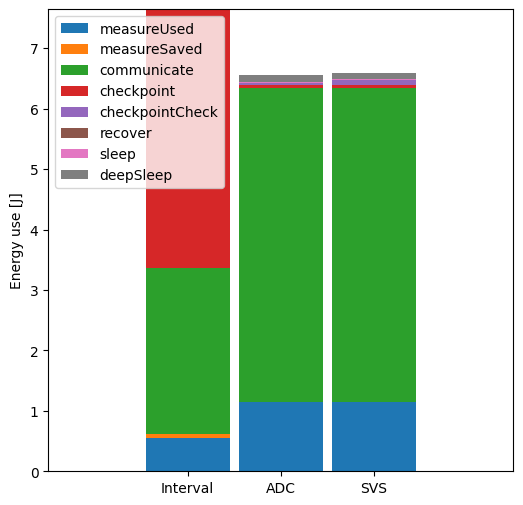 measureUsed
measureSaved
communicate
checkpoint
checkpointCheck
recover
sleep
deepSleep
Energy use [J]
7
6
5
4
3
2
1
0
Interval ADC SVS